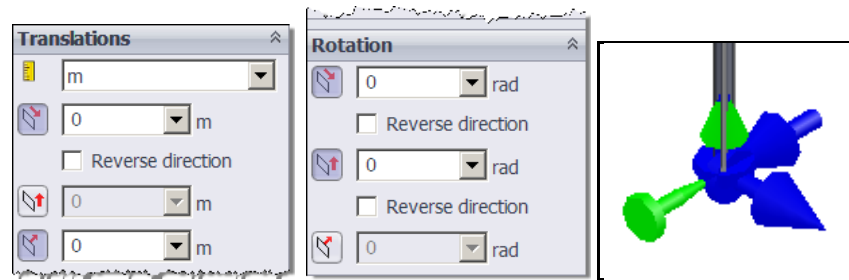 Translations
m
0 m
Reverse direction
0 m
0 m
Rotation
0 rad
Reverse direction
0 rad
Reverse direction
0 rad